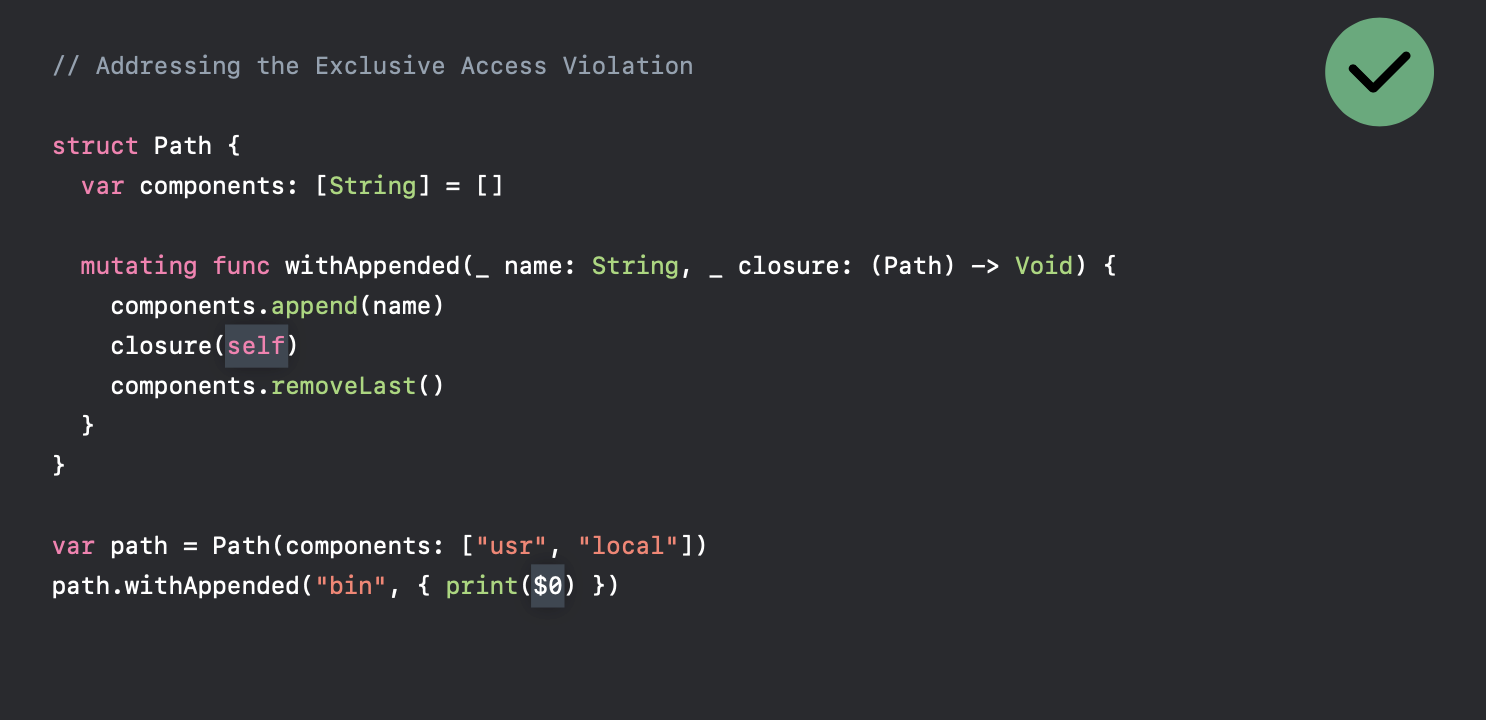 // Addressing the Exclusive Access Violation
struct Path {
var components: [String] = []
mutating func withAppended(_ name: String, _ closure: (Path) -> Void) {
components.append(name)
closure(self)
components.removeLast()
}
}
var path = Path(components: ["usr", "local"])
path.withAppended("bin", { print($0) })